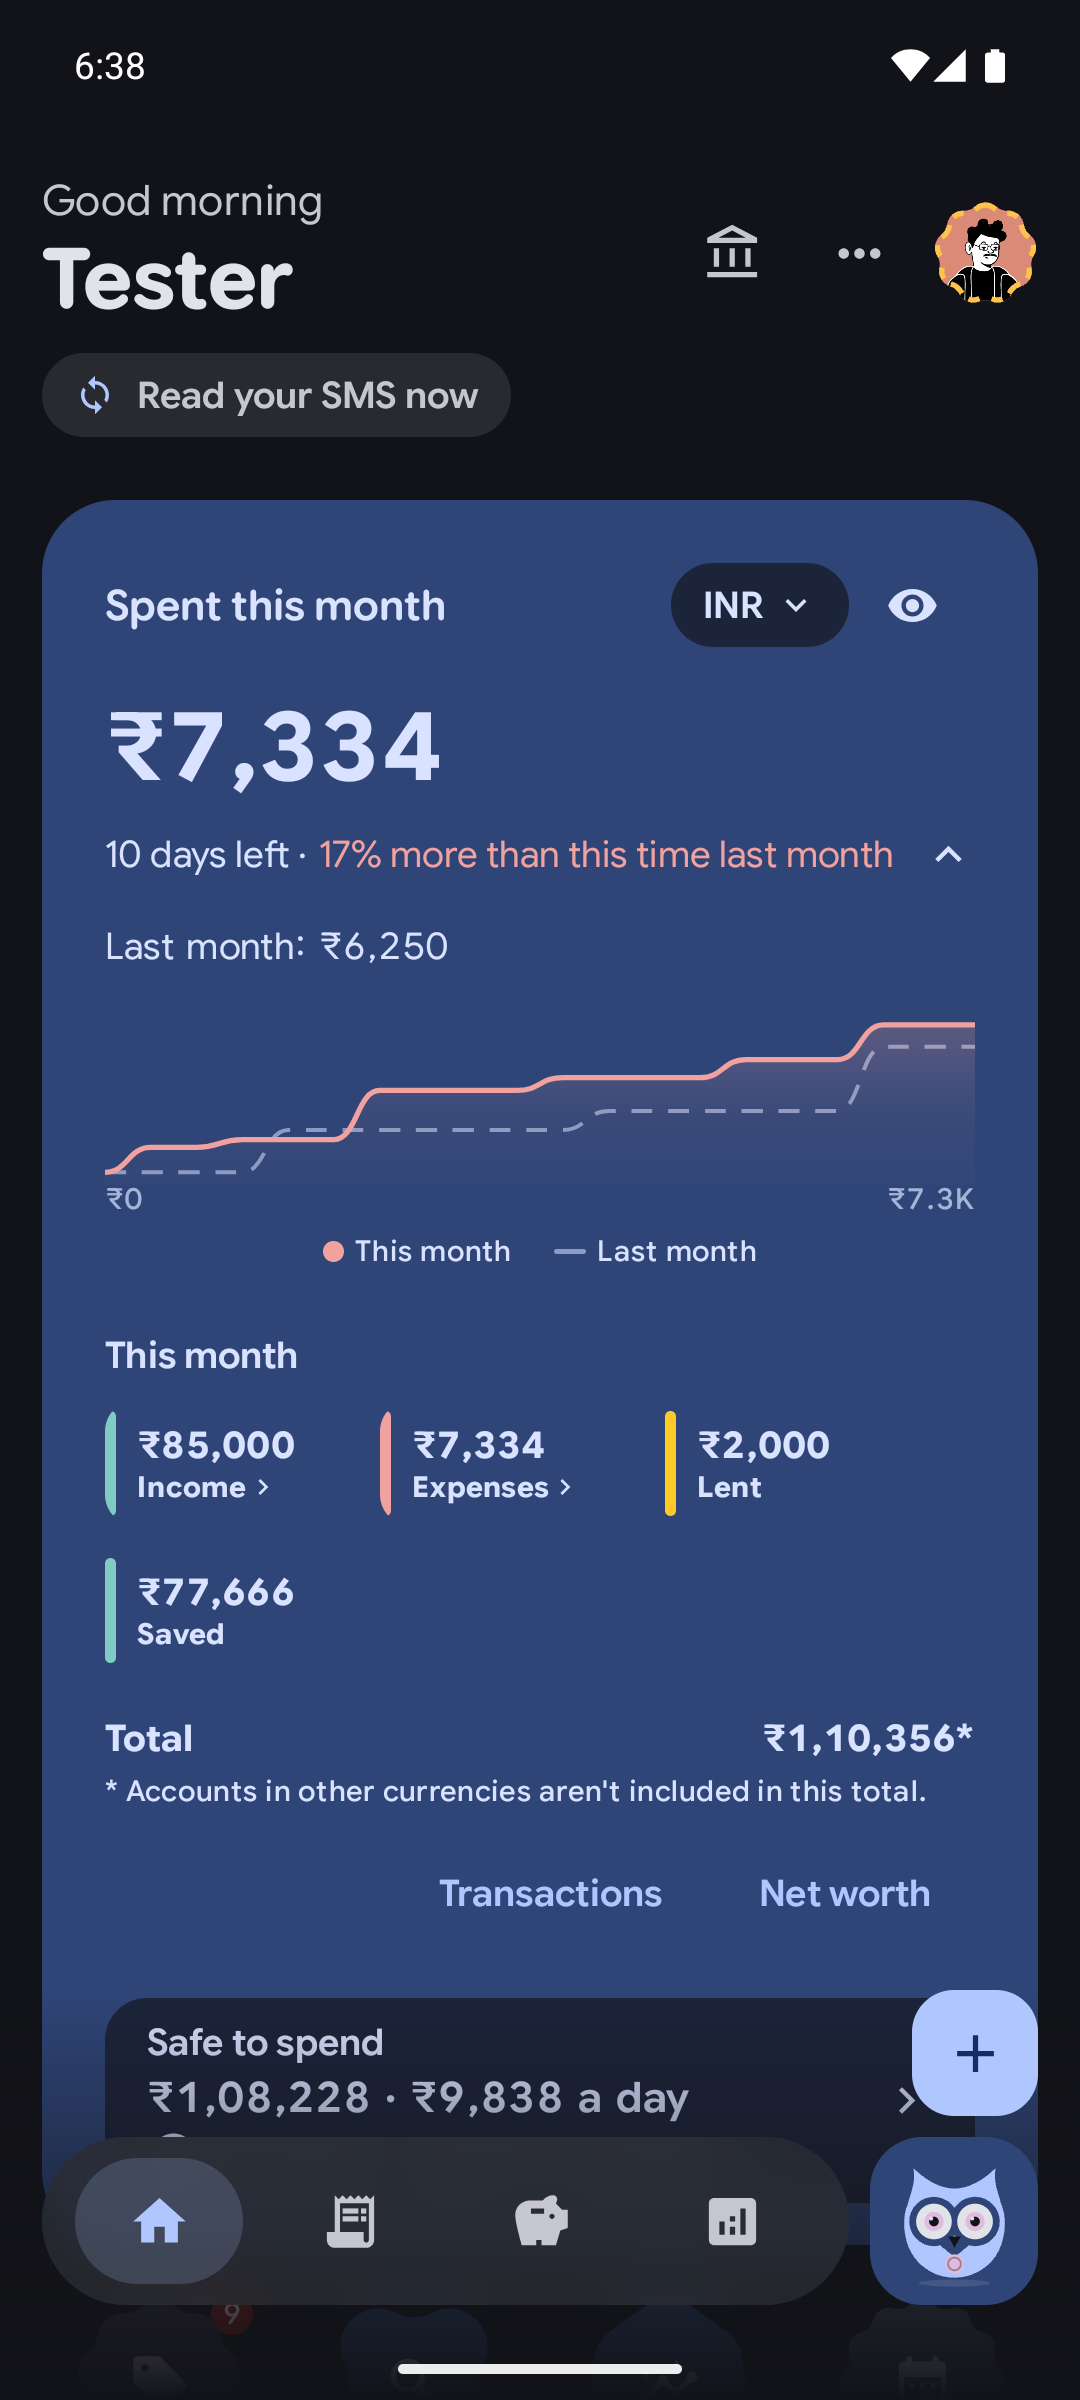 6:38
Good morning
Tester
Read your SMS now
Spent this month
INR
₹7,334
10 days left · 17% more than this time last month
Last month: ₹6,250
₹0
₹7.3K
This month
Last month
This month
₹85,000
Income
₹7,334
Expenses
₹2,000
Lent
₹77,666
Saved
Total
₹1,10,356*
* Accounts in other currencies aren't included in this total.
Transactions
Net worth
Safe to spend
₹1,08,228 · ₹9,838 a day
9